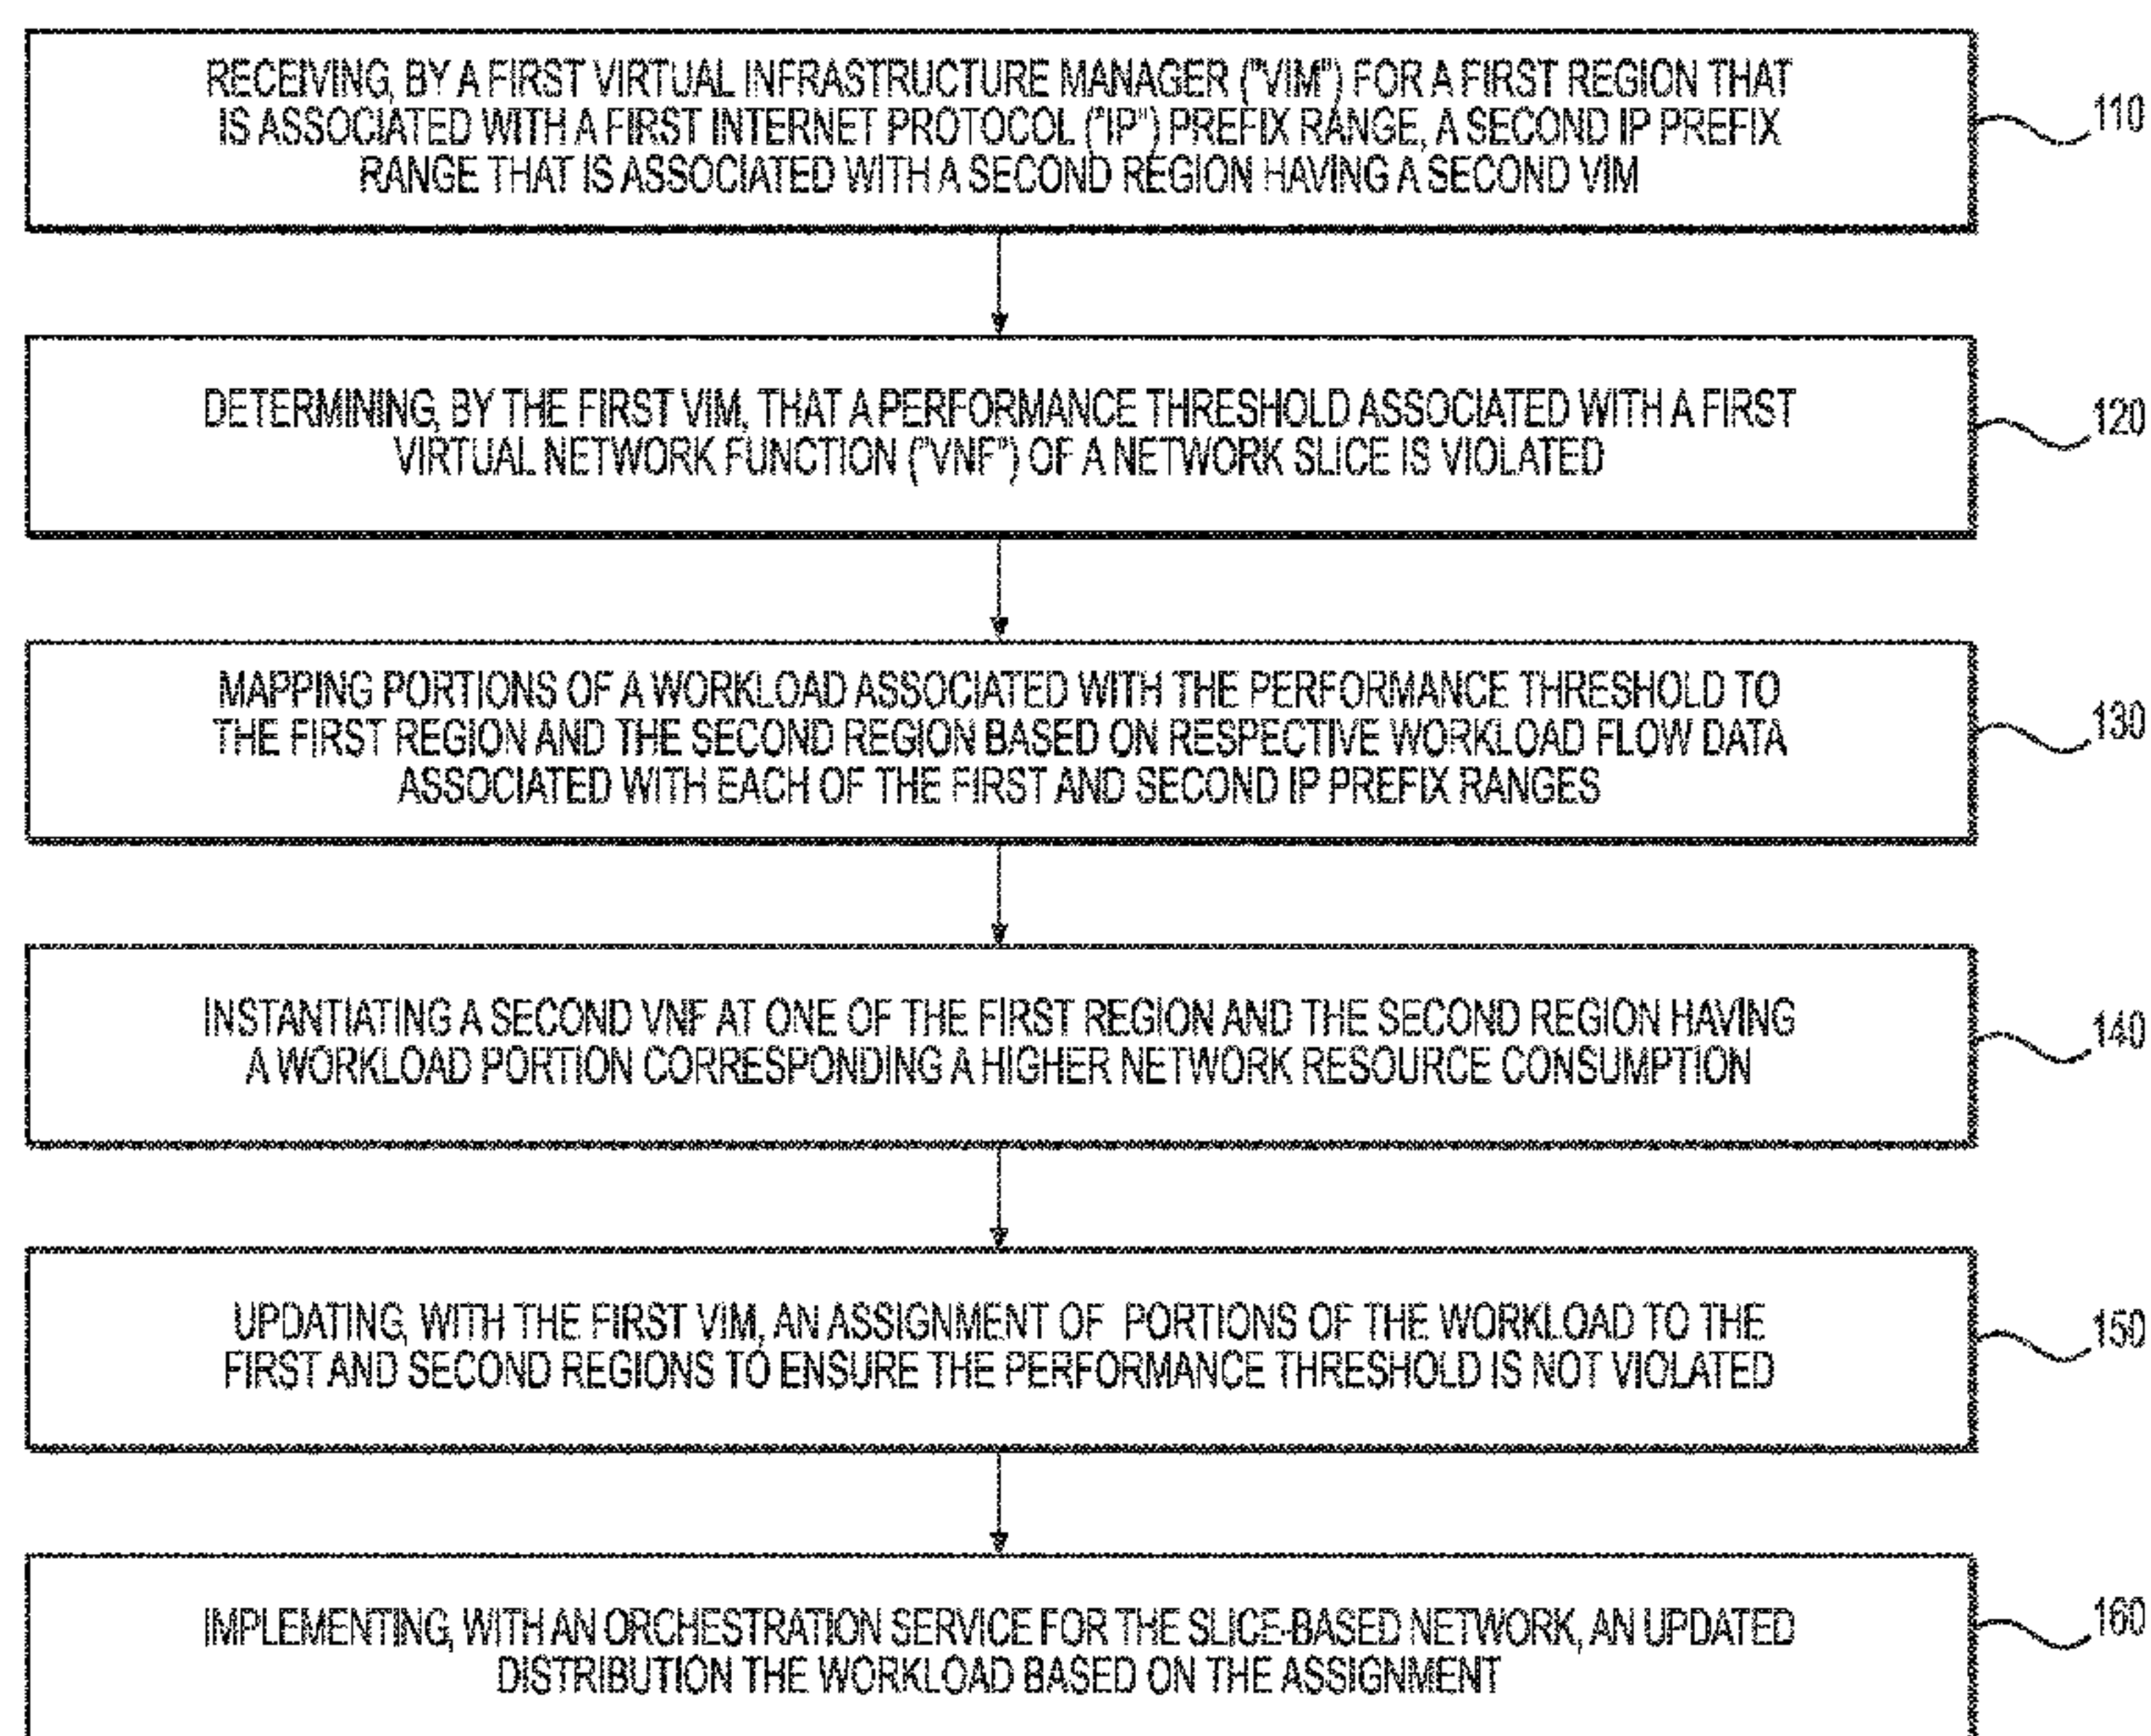 RECEIVING, BY A FIRST VIRTUAL INFRASTRUCTURE MANAGER ("VIM") FOR A FIRST REGION THAT
IS ASSOCIATED WITH A FIRST INTERNET PROTOCOL ("IP") PREFIX RANGE, A SECOND IP PREFIX
RANGE THAT IS ASSOCIATED WITH A SECOND REGION HAVING A SECOND VIM
110
DETERMINING, BY THE FIRST VIM, THAT A PERFORMANCE THRESHOLD ASSOCIATED WITH A FIRST
VIRTUAL NETWORK FUNCTION ("VNF") OF A NETWORK SLICE IS VIOLATED
120
MAPPING PORTIONS OF A WORKLOAD ASSOCIATED WITH THE PERFORMANCE THRESHOLD TO
THE FIRST REGION AND THE SECOND REGION BASED ON RESPECTIVE WORKLOAD FLOW DATA
ASSOCIATED WITH EACH OF THE FIRST AND SECOND IP PREFIX RANGES
130
INSTANTIATING A SECOND VNF AT ONE OF THE FIRST REGION AND THE SECOND REGION HAVING
A WORKLOAD PORTION CORRESPONDING A HIGHER NETWORK RESOURCE CONSUMPTION
140
UPDATING, WITH THE FIRST VIM, AN ASSIGNMENT OF PORTIONS OF THE WORKLOAD TO THE
FIRST AND SECOND REGIONS TO ENSURE THE PERFORMANCE THRESHOLD IS NOT VIOLATED
150
IMPLEMENTING, WITH AN ORCHESTRATION SERVICE FOR THE SLICE-BASED NETWORK, AN UPDATED
DISTRIBUTION THE WORKLOAD BASED ON THE ASSIGNMENT
160